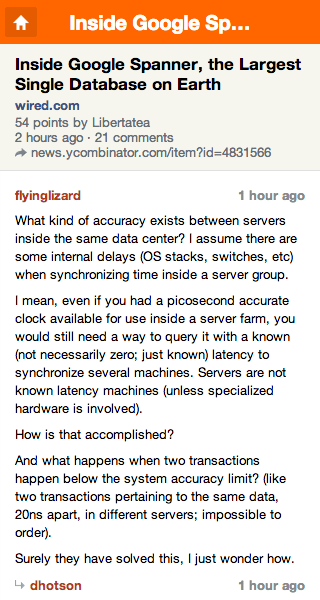 Inside Google Sp...
Inside Google Spanner, the Largest
Single Database on Earth
wired.com
54 points by Libertatea
2 hours ago · 21 comments
news.ycombinator.com/item?id=4831566
flyinglizard 1 hour ago
What kind of accuracy exists between servers
inside the same data center? I assume there are
some internal delays (OS stacks, switches, etc)
when synchronizing time inside a server group.
I mean, even if you had a picosecond accurate
clock available for use inside a server farm, you
would still need a way to query it with a known
(not necessarily zero; just known) latency to
synchronize several machines. Servers are not
known latency machines (unless specialized
hardware is involved).
How is that accomplished?
And what happens when two transactions
happen below the system accuracy limit? (like
two transactions pertaining to the same data,
20ns apart, in different servers; impossible to
order).
Surely they have solved this, I just wonder how.
dhotson 1 hour ago